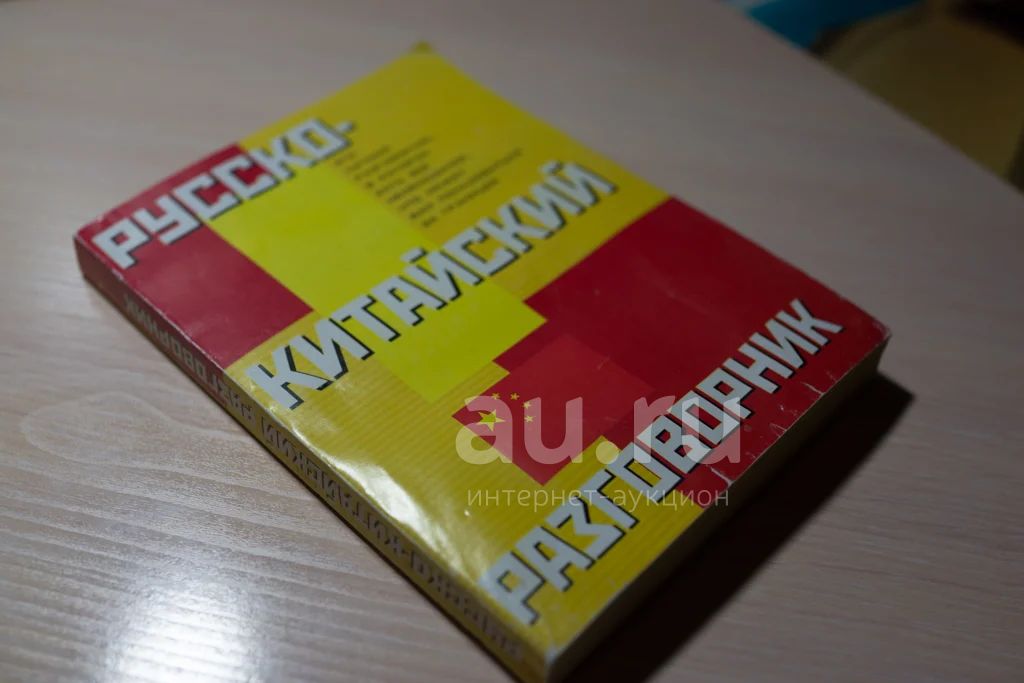 РУССКО-
КИТАЙСКИЙ
РАЗГОВОРНИК
au.ru
интернет-аукцион
РУССКО-КИТАЙСКИЙ РАЗГОВОРНИК